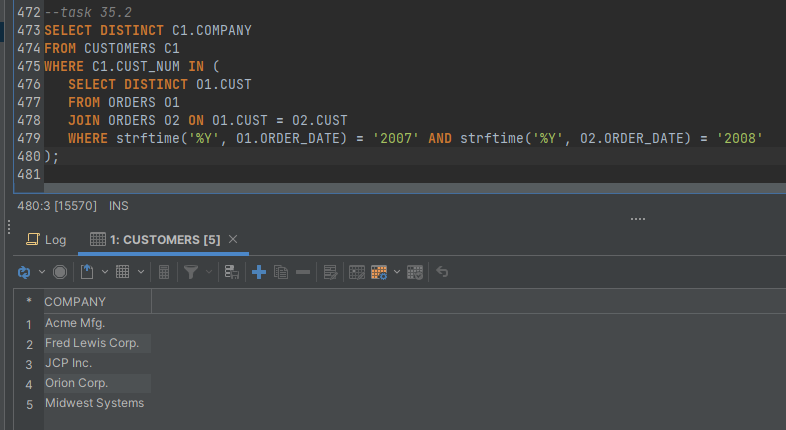 472 --task 35.2
473 SELECT DISTINCT C1.COMPANY
474 FROM CUSTOMERS C1
475 WHERE C1.CUST_NUM IN (
476 SELECT DISTINCT O1.CUST
477 FROM ORDERS O1
478 JOIN ORDERS O2 ON O1.CUST = O2.CUST
479 WHERE strftime('%Y', O1.ORDER_DATE) = '2007' AND strftime('%Y', O2.ORDER_DATE) = '2008'
480 );
481
480:3 [15570] INS
Log 1: CUSTOMERS [5]
* COMPANY
1 Acme Mfg.
2 Fred Lewis Corp.
3 JCP Inc.
4 Orion Corp.
5 Midwest Systems